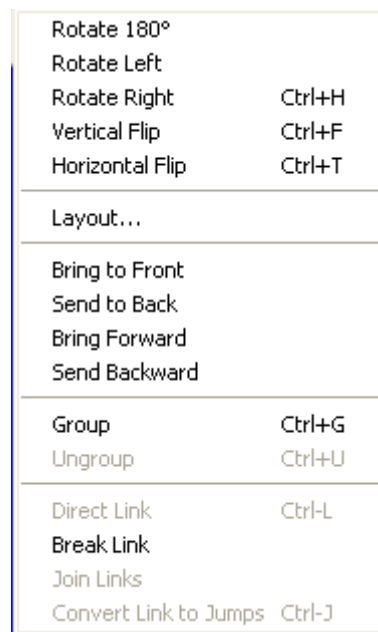 Rotate 180°
Rotate Left
Rotate Right Ctrl+H
Vertical Flip Ctrl+F
Horizontal Flip Ctrl+T
Layout...
Bring to Front
Send to Back
Bring Forward
Send Backward
Group Ctrl+G
Ungroup Ctrl+U
Direct Link Ctrl-L
Break Link
Join Links
Convert Link to Jumps Ctrl-J